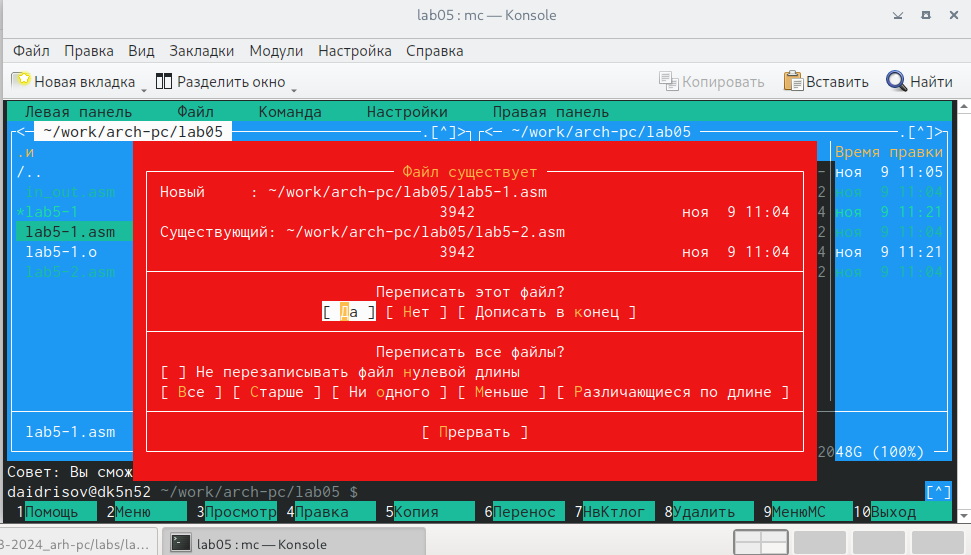 lab05 : mc — Konsole
Файл Правка Вид Закладки Модули Настройка Справка
Новая вкладка Разделить окно Копировать Вставить Найти
Левая панель Файл Команда Настройки Правая панель
<─ ~/work/arch-pc/lab05 .[^]> <─ ~/work/arch-pc/lab05 .[^]>
.и Время правки
/.. ноя 9 11:05
in_out.asm 2 ноя 9 11:04
*lab5-1 4 ноя 9 11:21
lab5-1.asm 2 ноя 9 11:04
lab5-1.o ноя 9 11:21
lab5-2.asm 2 ноя 9 11:04
Файл существует
Новый : ~/work/arch-pc/lab05/lab5-1.asm
3942 ноя 9 11:04
Существующий: ~/work/arch-pc/lab05/lab5-2.asm
3942 ноя 9 11:04
Переписать этот файл?
[ Да ] [ Нет ] [ Дописать в конец ]
Переписать все файлы?
[ ] Не перезаписывать файл нулевой длины
[ Все ] [ Старше ] [ Ни одного ] [ Меньше ] [ Различающиеся по длине ]
[ Прервать ]
lab5-1.asm
2048G (100%)
Совет: Вы смож
daidrisov@dk5n52 ~/work/arch-pc/lab05 $ [^]
1Помощь 2Меню 3Просмотр 4Правка 5Копия 6Перенос 7НвКтлог 8Удалить 9МенюМС 10Выход
3-2024_arh-pc/labs/la... lab05 : mc — Konsole